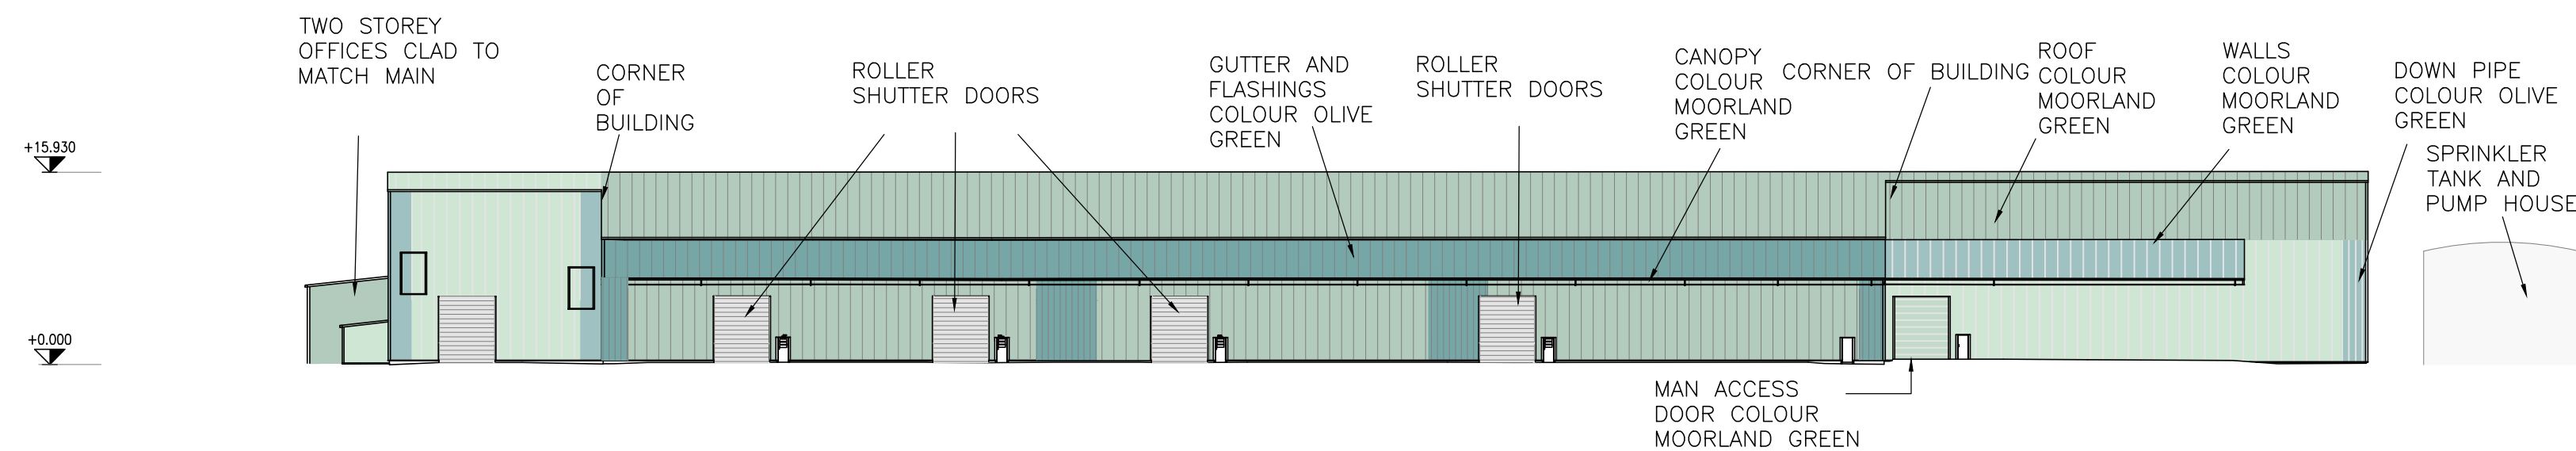 TWO STOREY
OFFICES CLAD TO
MATCH MAIN
CORNER
OF
BUILDING
ROLLER
SHUTTER DOORS
GUTTER AND
FLASHINGS
COLOUR OLIVE
GREEN
ROLLER
SHUTTER DOORS
CANOPY
COLOUR
MOORLAND
GREEN
CORNER OF BUILDING
ROOF
COLOUR
MOORLAND
GREEN
WALLS
COLOUR
MOORLAND
GREEN
DOWN PIPE
COLOUR OLIVE
GREEN
SPRINKLER
TANK AND
PUMP HOUSE
+15.930
+0.000
MAN ACCESS
DOOR COLOUR
MOORLAND GREEN